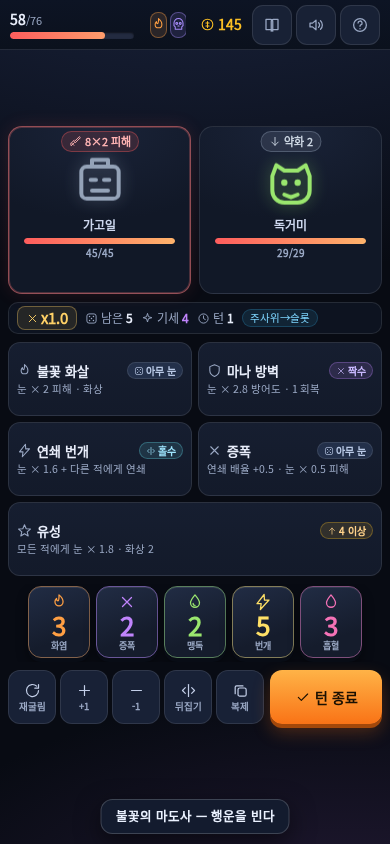 58/76
145
8×2 피해
약화 2
가고일
독거미
45/45
29/29
x1.0 남은 5 기세 4 턴 1 주사위→슬롯
불꽃 화살 아무 눈
눈 × 2 피해 · 화상
마나 방벽 짝수
눈 × 2.8 방어도 · 1 회복
연쇄 번개 홀수
눈 × 1.6 + 다른 적에게 연쇄
증폭 아무 눈
연쇄 배율 +0.5 · 눈 × 0.5 피해
유성 4 이상
모든 적에게 눈 × 1.8 · 화상 2
3 2 2 5 3
화염 증폭 맹독 번개 흡혈
재굴림 +1 -1 뒤집기 복제
턴 종료
불꽃의 마도사 — 행운을 빈다